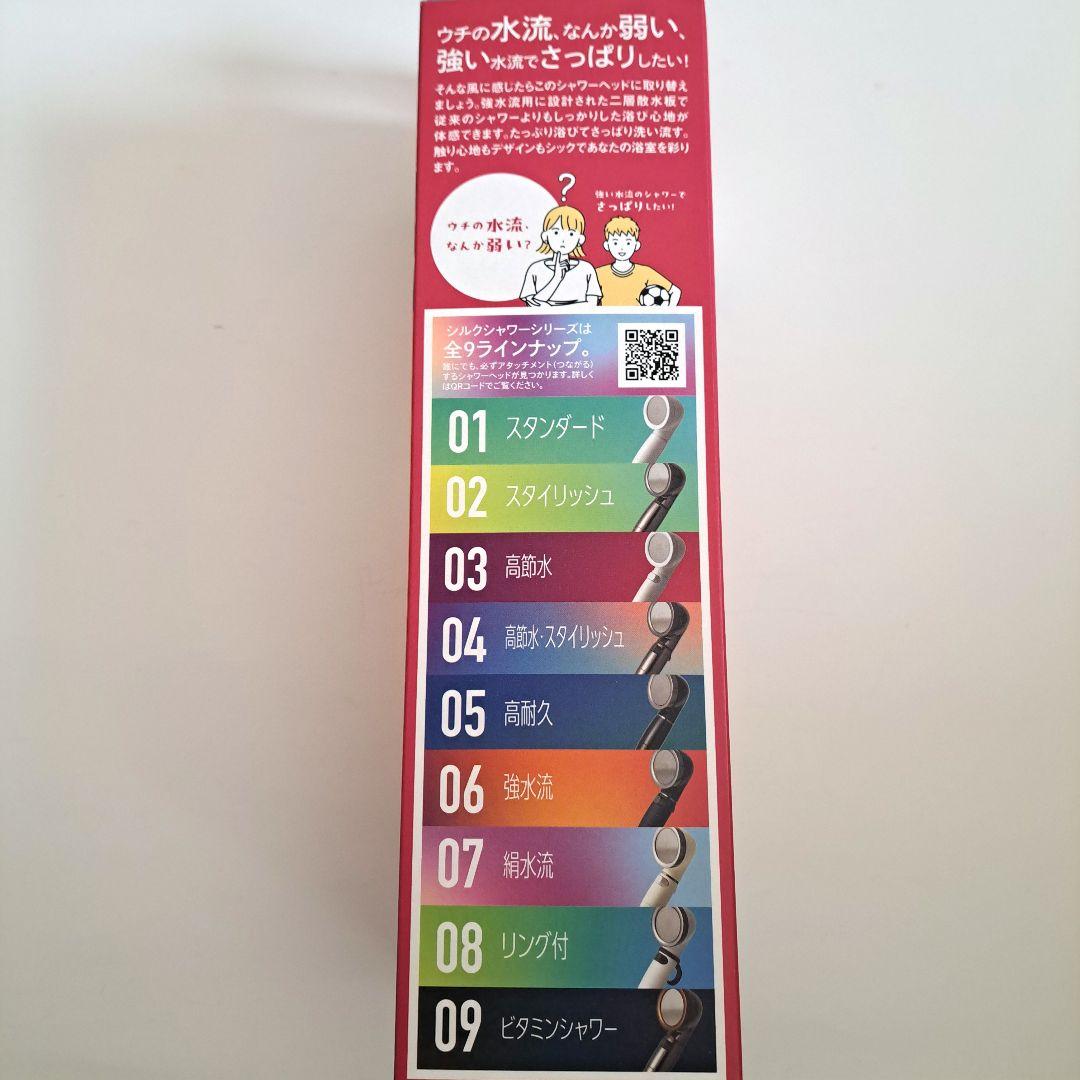 ウチの水流、なんか弱い、
強い水流でさっぱりしたい!
そんな風に感じたらこのシャワーヘッドに取り替え
ましょう。強水流用に設計された二層散水板で
従来のシャワーよりもしっかりした浴び心地が
体感できます。たっぷり浴びてさっぱり洗い流す。
触り心地もデザインもシックであなたの浴室を彩り
ます。
?
ウチの水流、
なんか弱い?
強い水流のシャワーで
さっぱりしたい!
シルクシャワーシリーズは
全9ラインナップ。
誰にでも、必ずアタッチメント(つながる)
するシャワーヘッドが見つかります。詳しく
はQRコードでご覧ください。
01 スタンダード
02 スタイリッシュ
03 高節水
04 高節水・スタイリッシュ
05 高耐久
06 強水流
07 絹水流
08 リング付
09 ビタミンシャワー